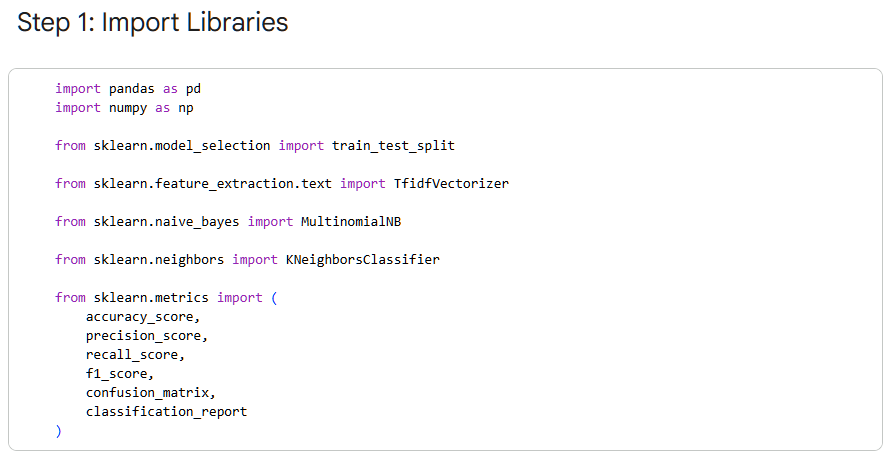 Step 1: Import Libraries
import pandas as pd
import numpy as np
from sklearn.model_selection import train_test_split
from sklearn.feature_extraction.text import TfidfVectorizer
from sklearn.naive_bayes import MultinomialNB
from sklearn.neighbors import KNeighborsClassifier
from sklearn.metrics import (
    accuracy_score,
    precision_score,
    recall_score,
    f1_score,
    confusion_matrix,
    classification_report
)